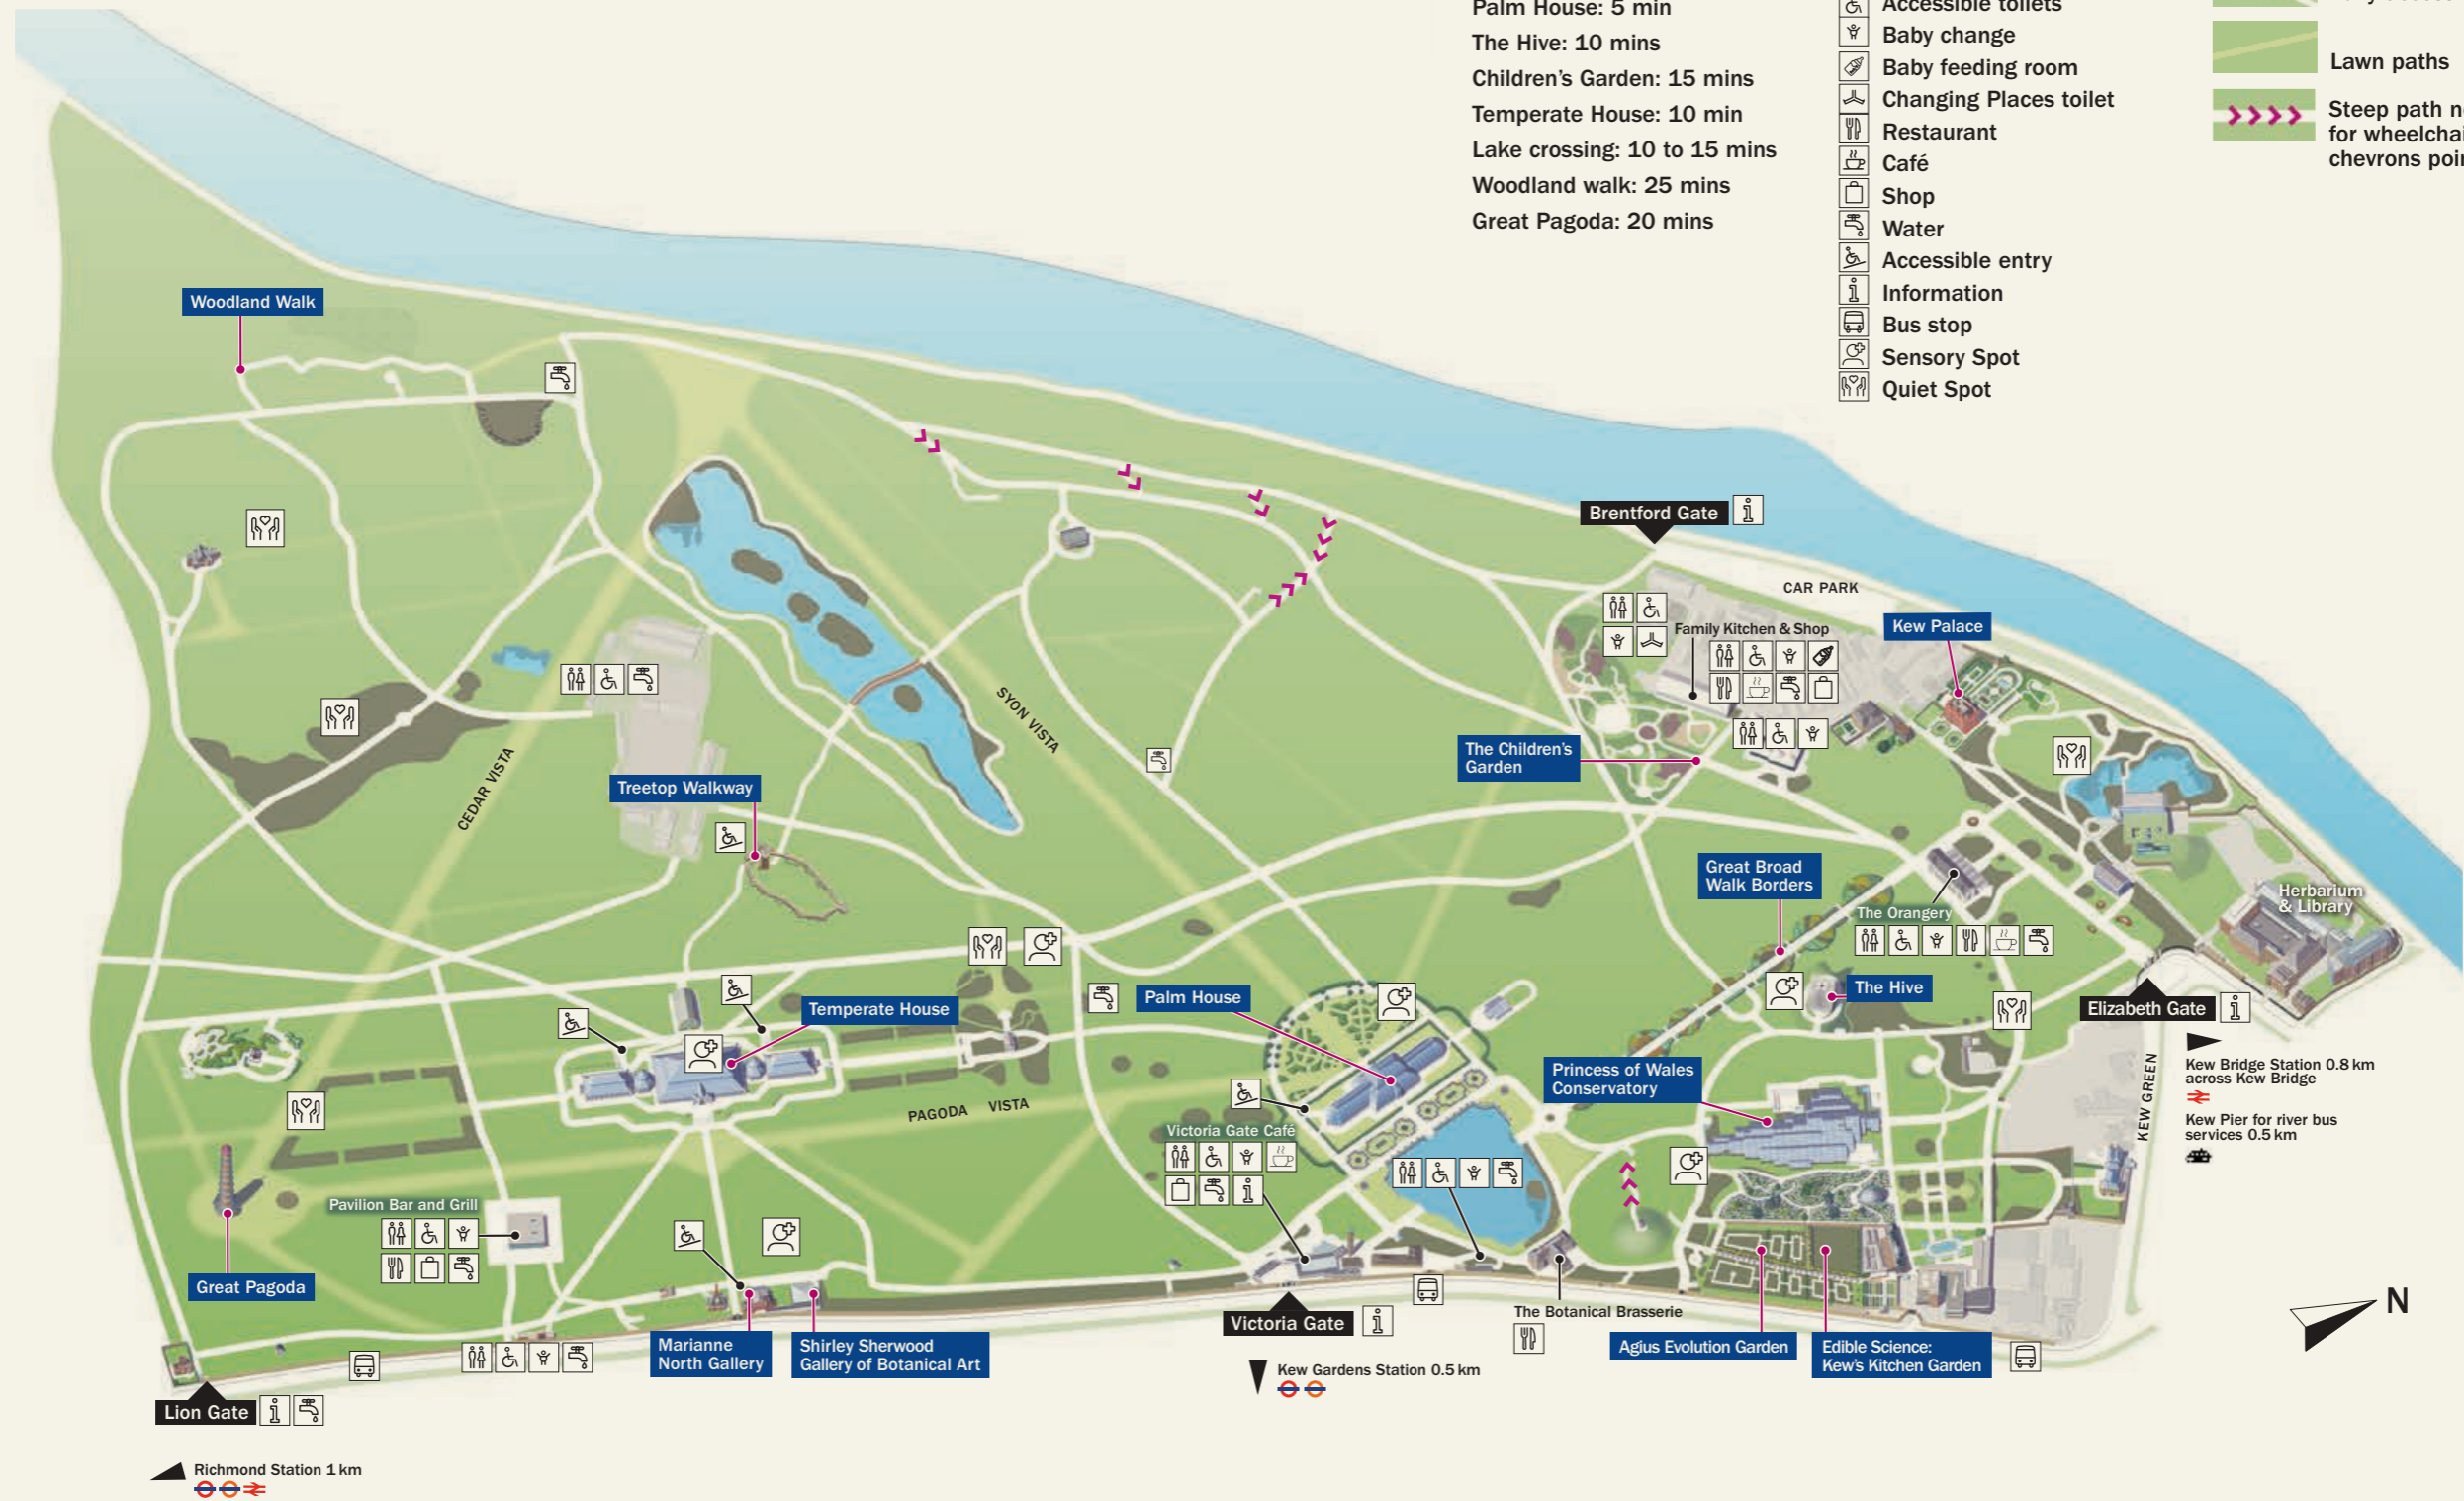 Palm House: 5 min
The Hive: 10 mins
Children's Garden: 15 mins
Temperate House: 10 min
Lake crossing: 10 to 15 mins
Woodland walk: 25 mins
Great Pagoda: 20 mins
Accessible toilets
Baby change
Baby feeding room
Changing Places toilet
Restaurant
Café
Shop
Water
Accessible entry
Information
Bus stop
Sensory Spot
Quiet Spot
Lawn paths
Steep path
for
chevrons
Woodland Walk
Brentford Gate
CAR PARK
Family Kitchen & Shop
Kew Palace
SYON VISTA
The Children's
Garden
CEDAR VISTA
Treetop Walkway
Great Broad
Walk Borders
The Orangery
Herbarium
& Library
Temperate House
Palm House
The Hive
Elizabeth Gate
Kew Bridge Station 0.8 km
across Kew Bridge
Kew Pier for river bus
services 0.5 km
KEW GREEN
Princess of Wales
Conservatory
PAGODA VISTA
Victoria Gate Café
Pavilion Bar and Grill
Great Pagoda
Marianne
North Gallery
Shirley Sherwood
Gallery of Botanical Art
Victoria Gate
The Botanical Brasserie
Agius Evolution Garden
Edible Science:
Kew's Kitchen Garden
Kew Gardens Station 0.5 km
Lion Gate
Richmond Station 1 km
N